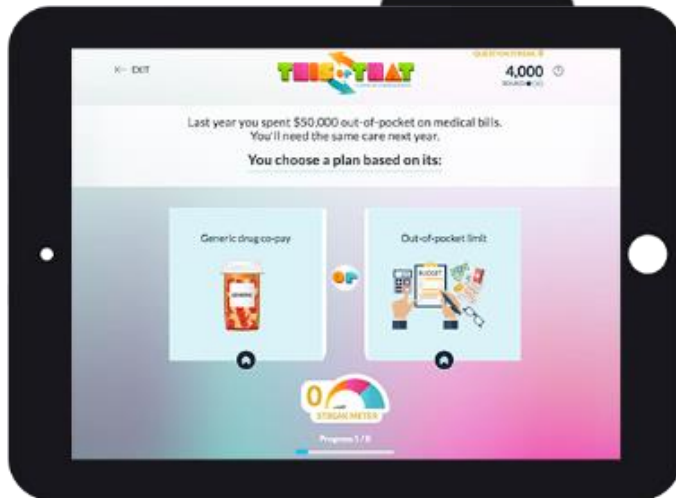 EXIT
THIS OR THAT
4,000
Last year you spent $50,000 out-of-pocket on medical bills.
You'll need the same care next year.
You choose a plan based on its:
Generic drug co-pay
OR
Out-of-pocket limit
GENERIC
BUDGET
0
STREAK METER
Progress 1 / 8